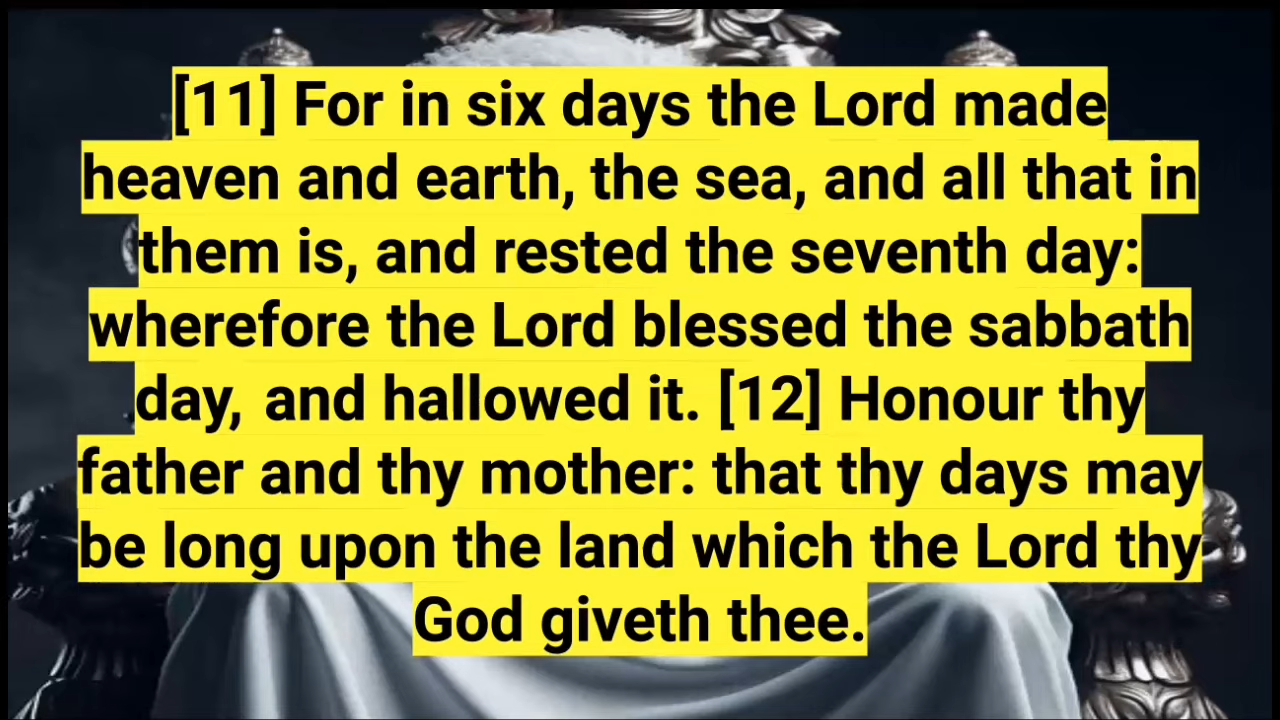 [11] For in six days the Lord made
heaven and earth, the sea, and all that in
them is, and rested the seventh day:
wherefore the Lord blessed the sabbath
day, and hallowed it. [12] Honour thy
father and thy mother: that thy days may
be long upon the land which the Lord thy
God giveth thee.